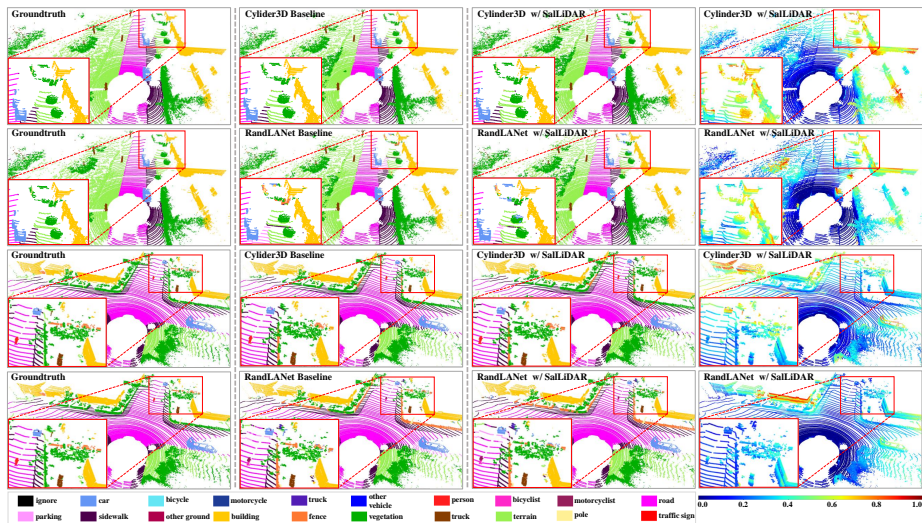 Groundtruth Cylider3D Baseline Cylinder3D w/ SalLiDAR Cylinder3D w/ SalLiDAR
Groundtruth RandLANet Baseline RandLANet w/ SalLiDAR RandLANet w/ SalLiDAR
Groundtruth Cylider3D Baseline Cylinder3D w/ SalLiDAR Cylinder3D w/ SalLiDAR
Groundtruth RandLANet Baseline RandLANet w/ SalLiDAR RandLANet w/ SalLiDAR
ignore car bicycle motorcycle truck other vehicle person bicyclist motorcyclist road 0.0 0.2 0.4 0.6 0.8 1.0
parking sidewalk other ground building fence vegetation truck terrain pole traffic sign